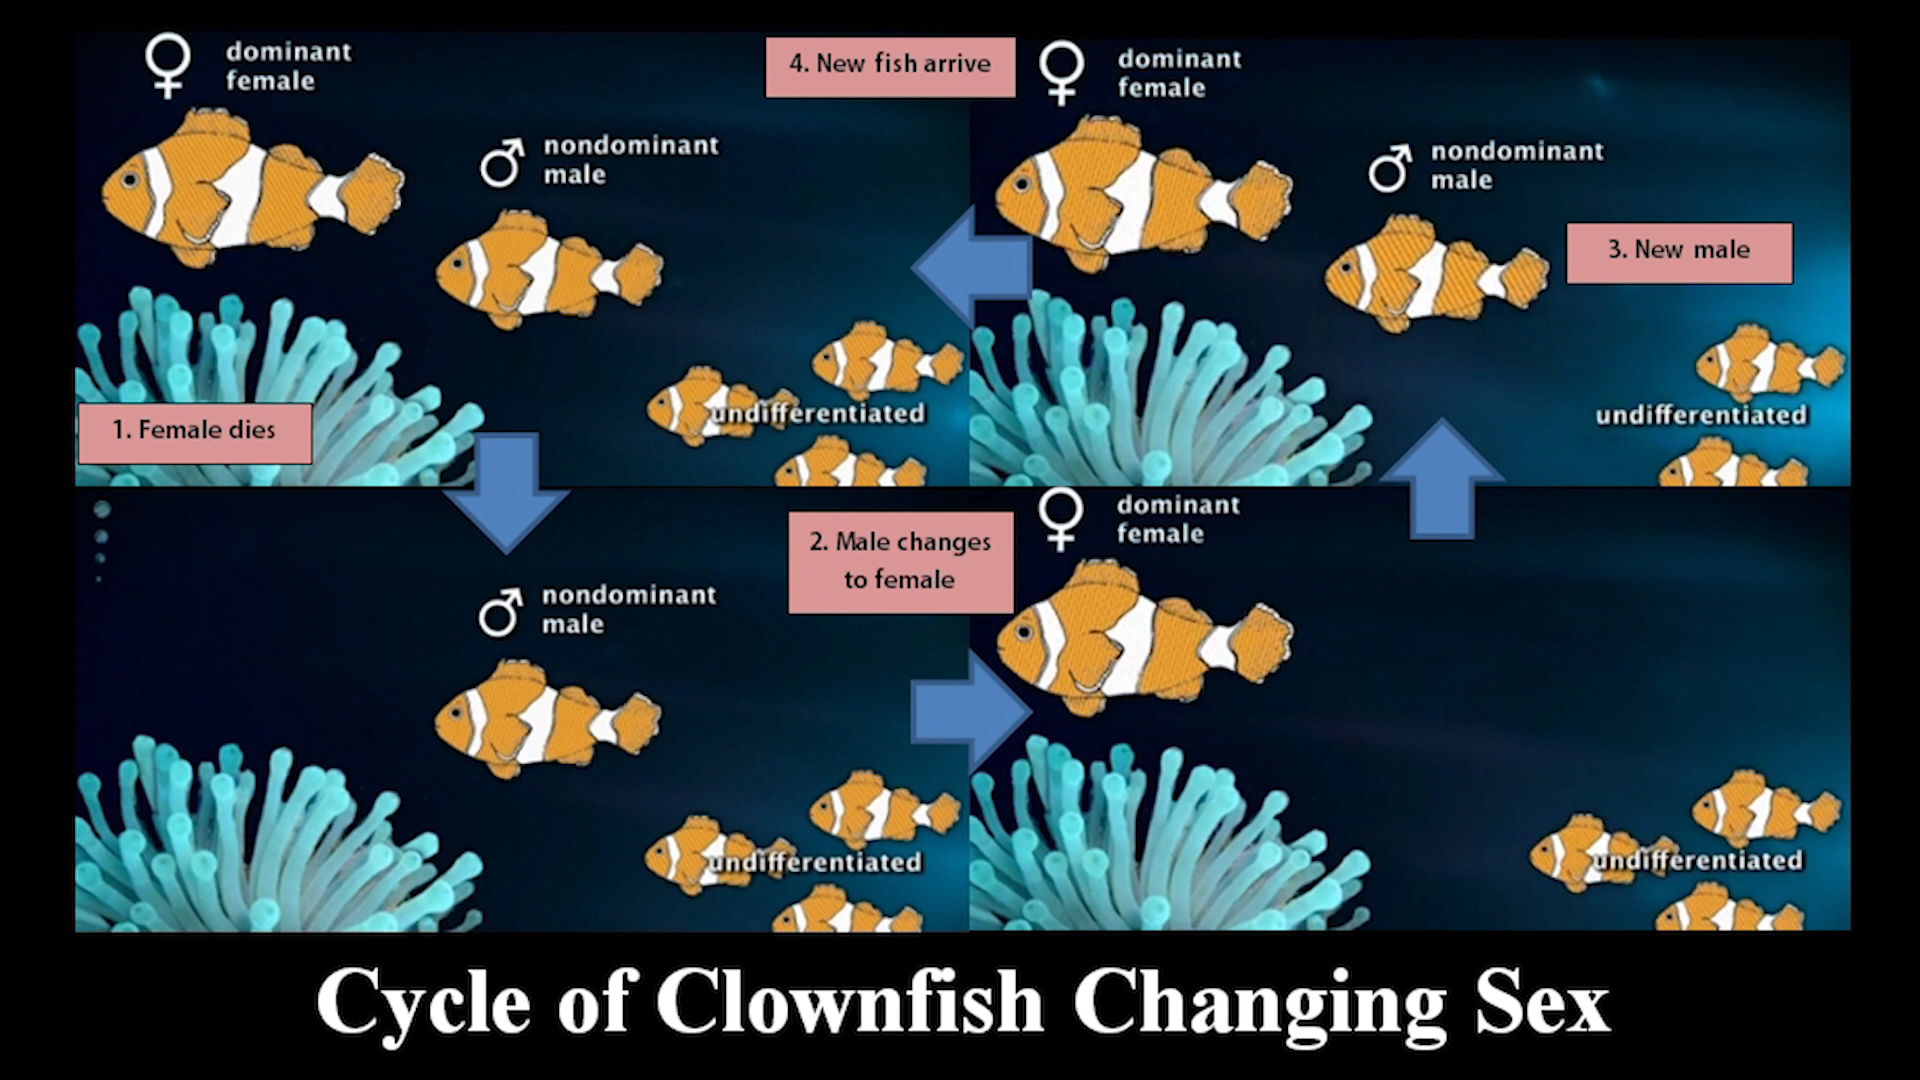 dominant
female
nondominant
male
undifferentiated
1. Female dies
4. New fish arrive
dominant
female
nondominant
male
3. New male
undifferentiated
nondominant
male
undifferentiated
2. Male changes
to female
dominant
female
undifferentiated
Cycle of Clownfish Changing Sex